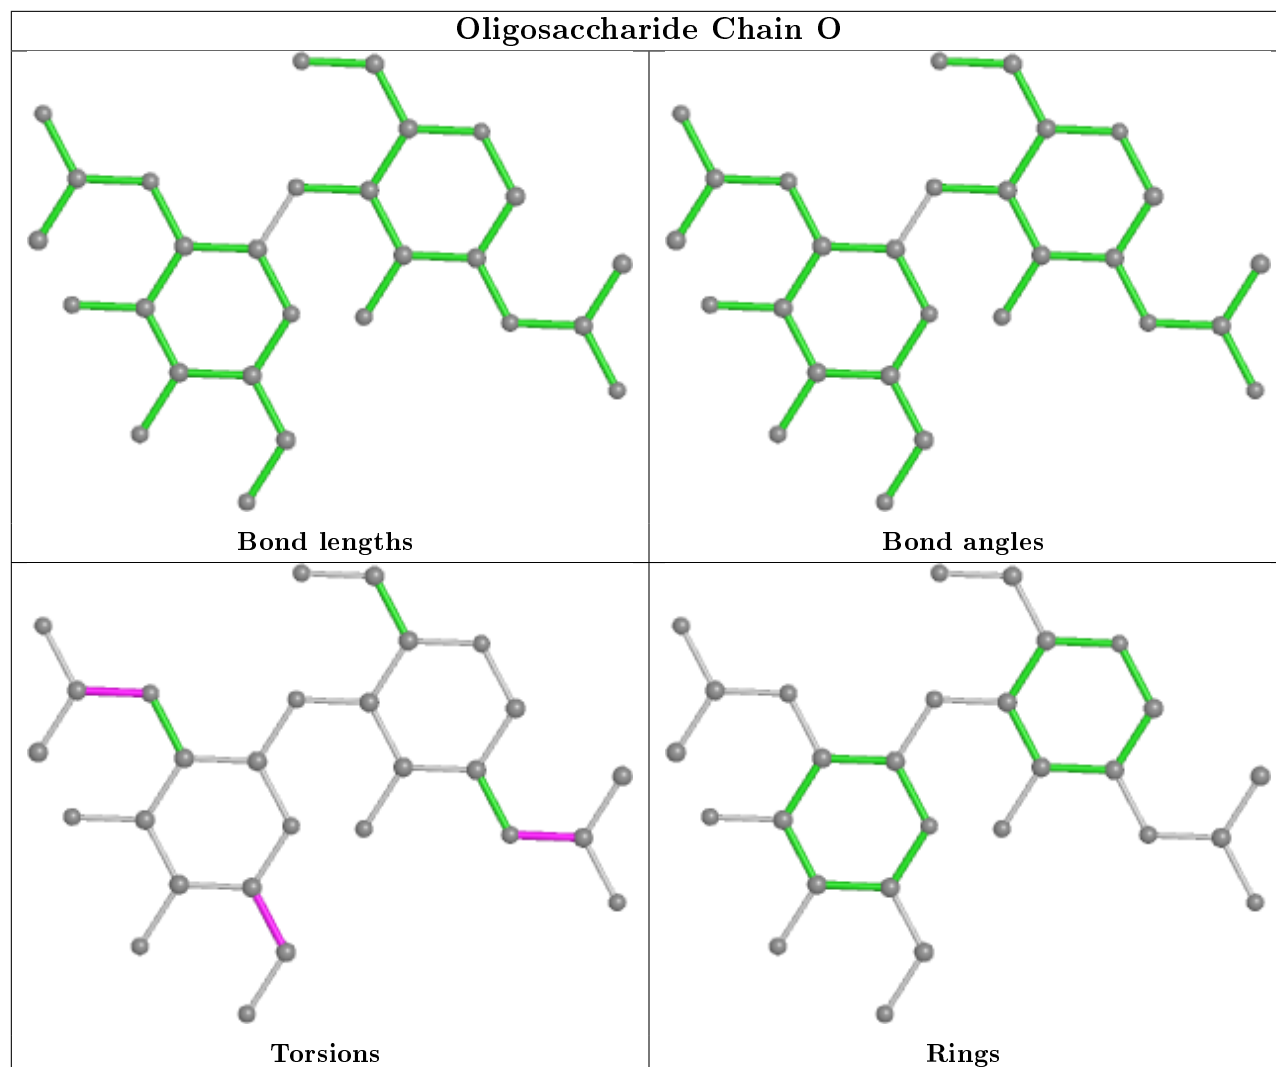 Oligosaccharide Chain O
Bond lengths
Bond angles
Torsions
Rings